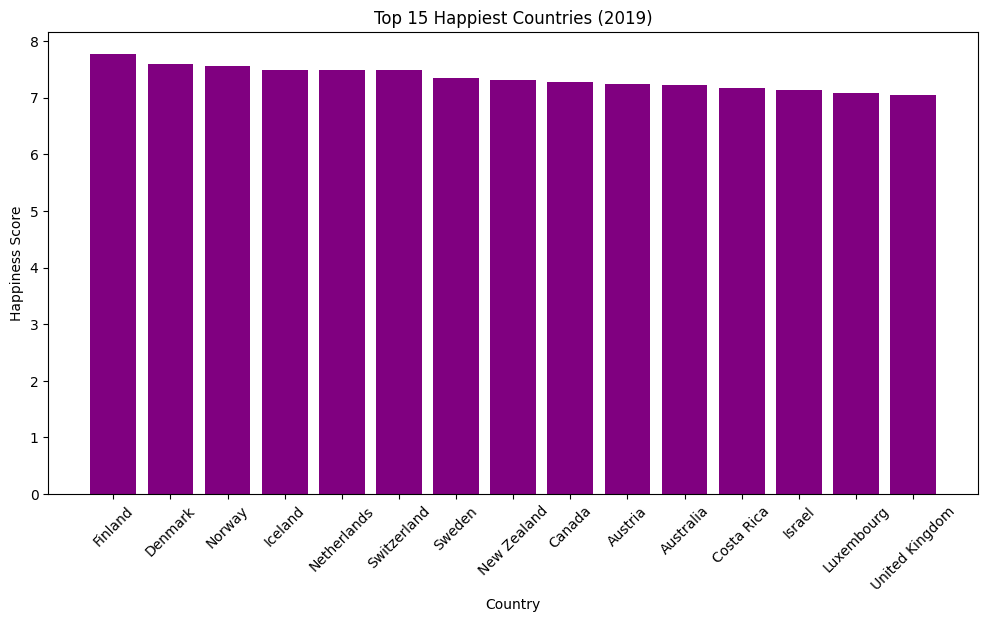 Top 15 Happiest Countries (2019)
Happiness Score
8
7
6
5
4
3
2
1
0
Finland
Denmark
Norway
Iceland
Netherlands
Switzerland
Sweden
New Zealand
Canada
Austria
Australia
Costa Rica
Israel
Luxembourg
United Kingdom
Country